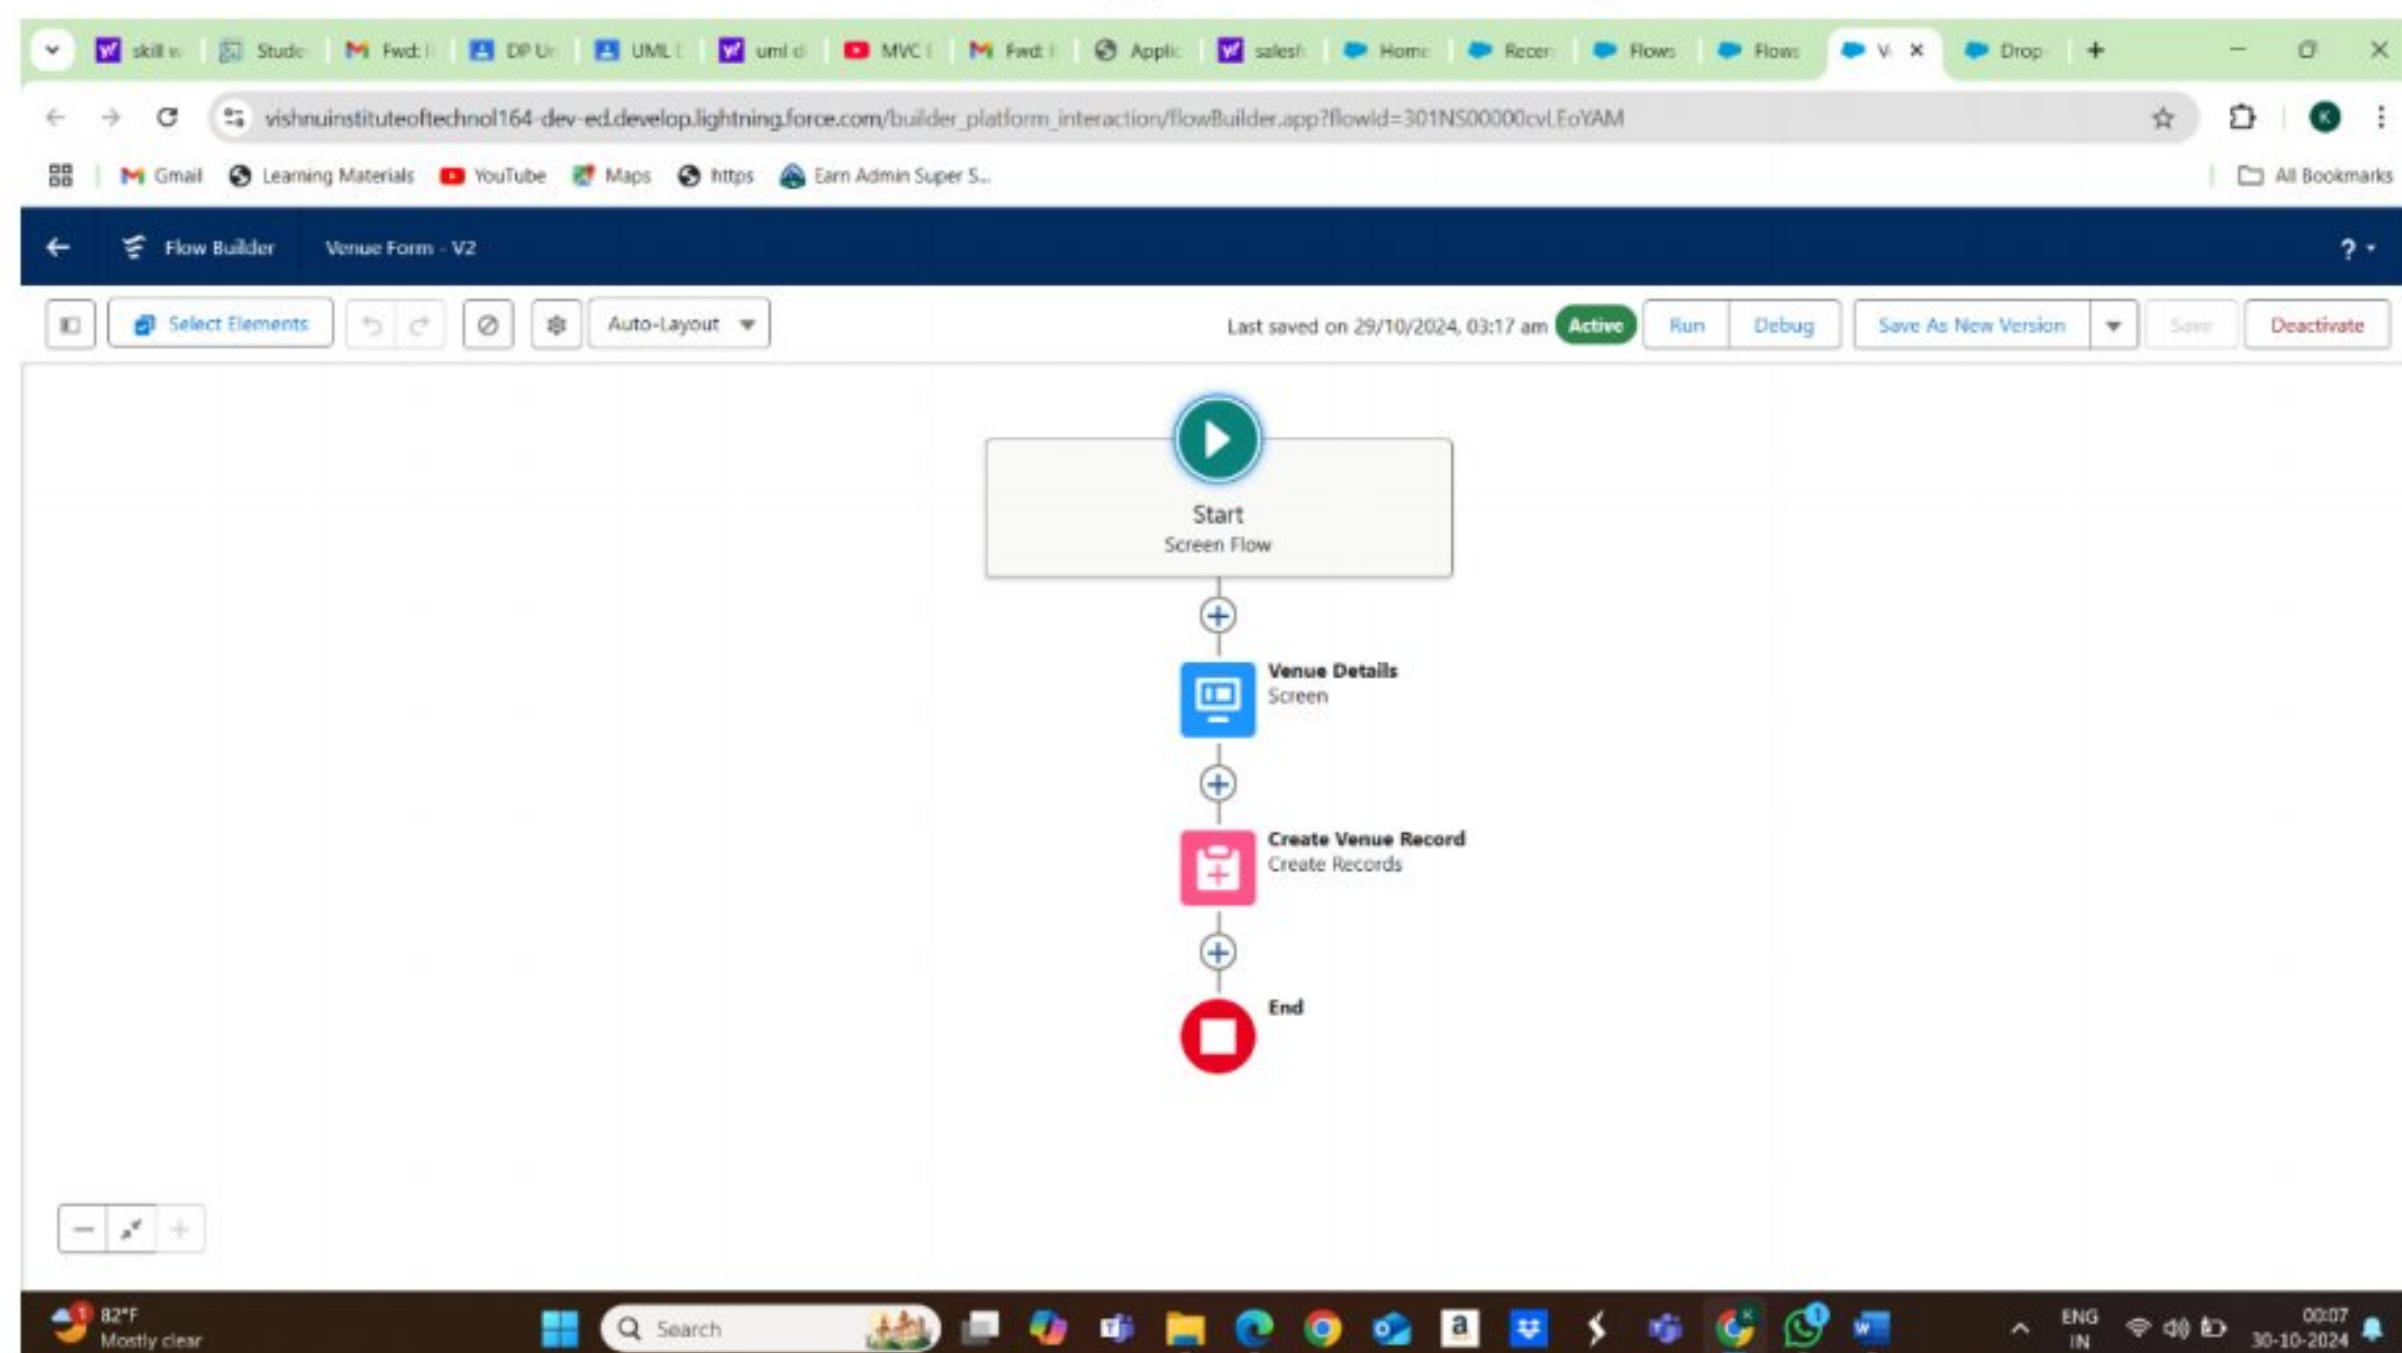 skill w Stude Fwd: DP Un UML uml d MVC Fwd: Applic salesf Home Recen Flows Flows V Drop
vishnuinstituteoftechnol164-dev-ed.develop.lightning.force.com/builder_platform_interaction/flowBuilder.app?flowId=301NS00000cvLEoYAM K
Gmail Learning Materials YouTube Maps https Earn Admin Super S... All Bookmarks
Flow Builder Venue Form - V2 ?
Select Elements Auto-Layout Last saved on 29/10/2024, 03:17 am Active Run Debug Save As New Version Save Deactivate
Start
Screen Flow
Venue Details
Screen
Create Venue Record
Create Records
End
1 82°F
Mostly clear
Search
ENG
IN
00:07
30-10-2024